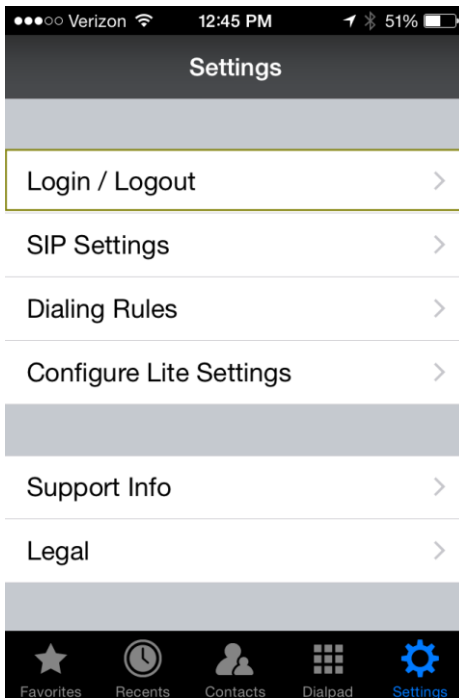 Verizon 12:45 PM 51%
Settings
Login / Logout
SIP Settings
Dialing Rules
Configure Lite Settings
Support Info
Legal
Favorites Recents Contacts Dialpad Settings